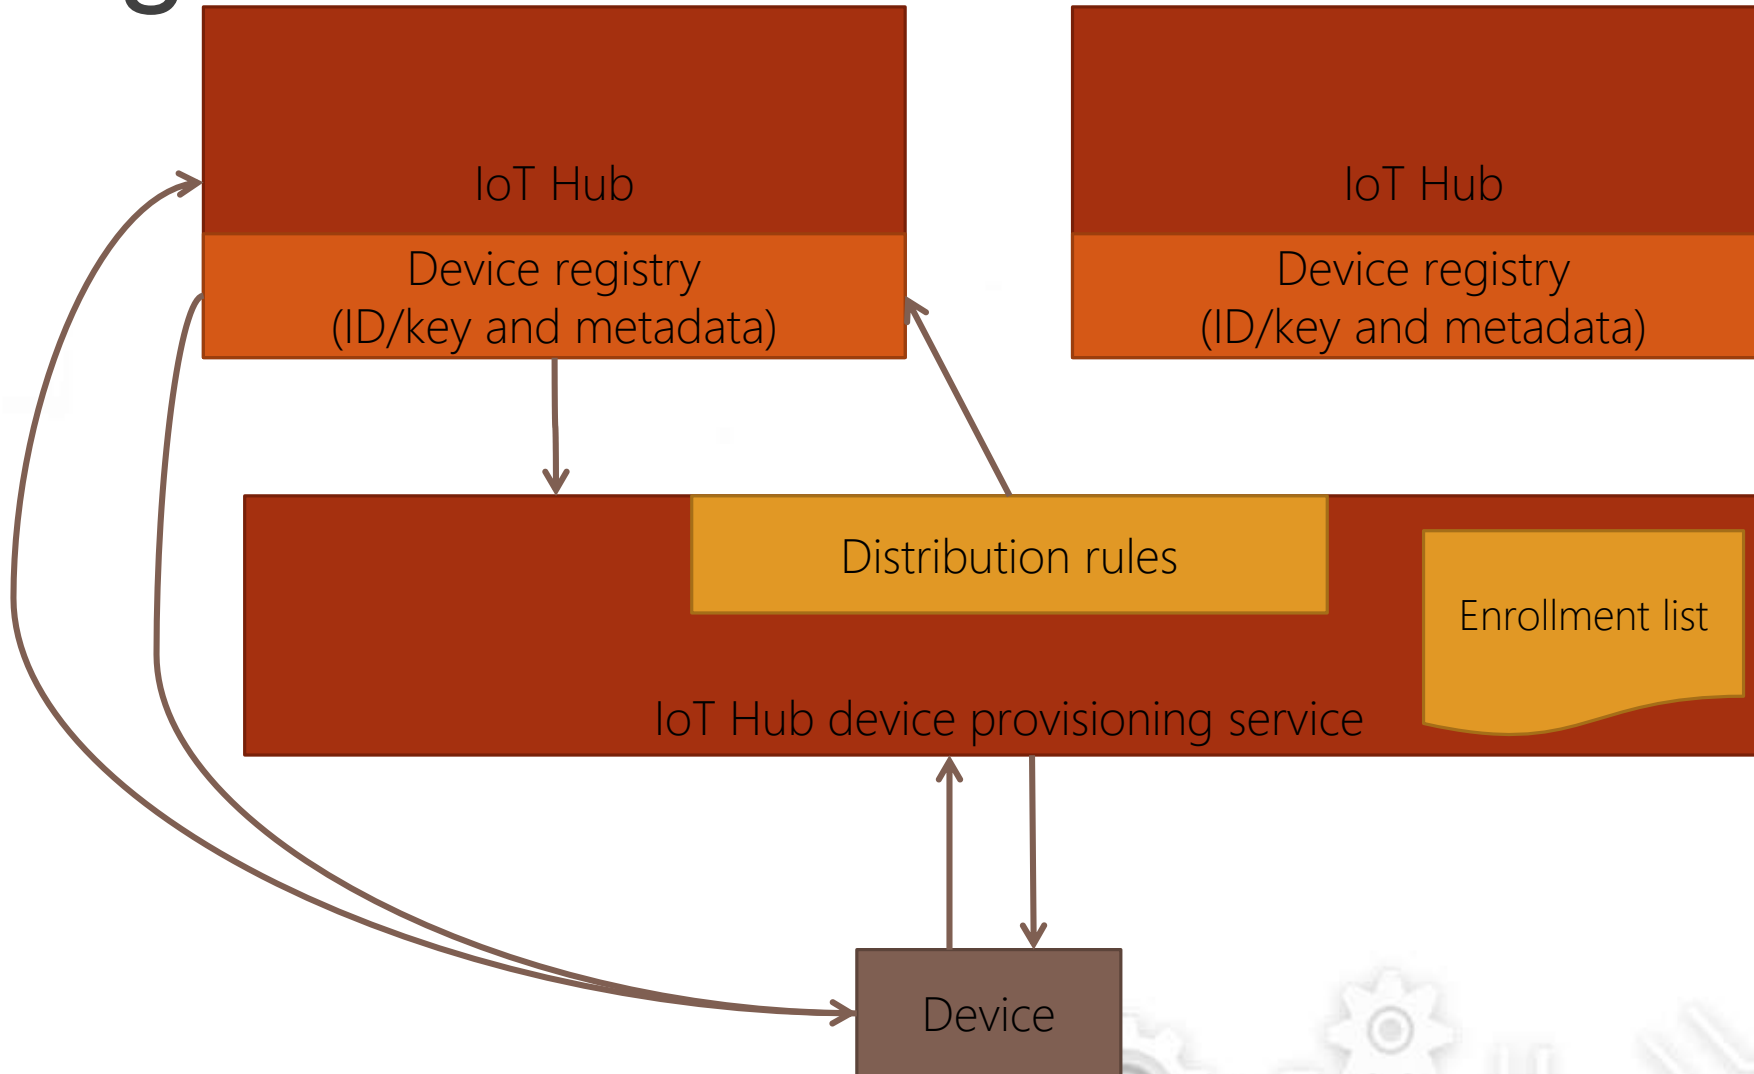 IoT Hub
Device registry
(ID/key and metadata)
IoT Hub
Device registry
(ID/key and metadata)
Distribution rules
Enrollment list
IoT Hub device provisioning service
Device